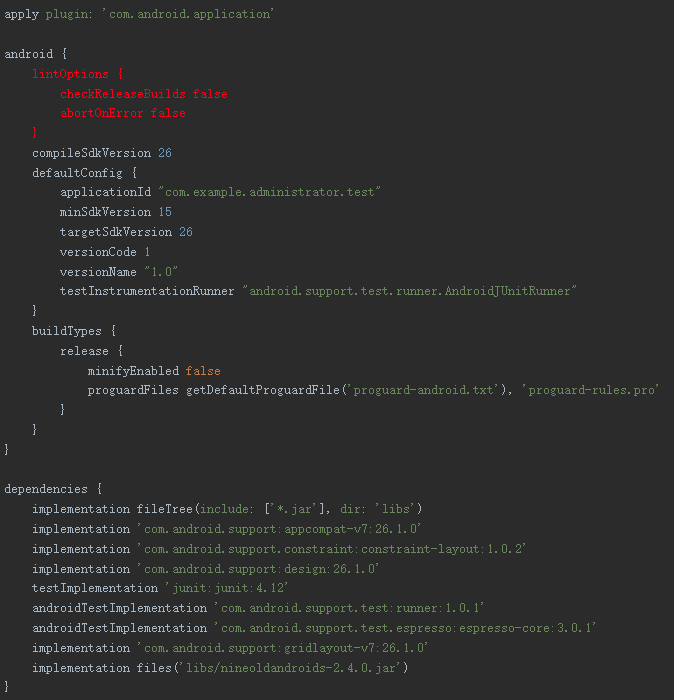 apply plugin: 'com.android.application'

android {
    lintOptions {
        checkReleaseBuilds false
        abortOnError false
    }
    compileSdkVersion 26
    defaultConfig {
        applicationId "com.example.administrator.test"
        minSdkVersion 15
        targetSdkVersion 26
        versionCode 1
        versionName "1.0"
        testInstrumentationRunner "android.support.test.runner.AndroidJUnitRunner"
    }
    buildTypes {
        release {
            minifyEnabled false
            proguardFiles getDefaultProguardFile('proguard-android.txt'), 'proguard-rules.pro'
        }
    }
}

dependencies {
    implementation fileTree(include: ['*.jar'], dir: 'libs')
    implementation 'com.android.support:appcompat-v7:26.1.0'
    implementation 'com.android.support.constraint:constraint-layout:1.0.2'
    implementation 'com.android.support:design:26.1.0'
    testImplementation 'junit:junit:4.12'
    androidTestImplementation 'com.android.support.test:runner:1.0.1'
    androidTestImplementation 'com.android.support.test.espresso:espresso-core:3.0.1'
    implementation 'com.android.support:gridlayout-v7:26.1.0'
    implementation files('libs/nineoldandroids-2.4.0.jar')
}